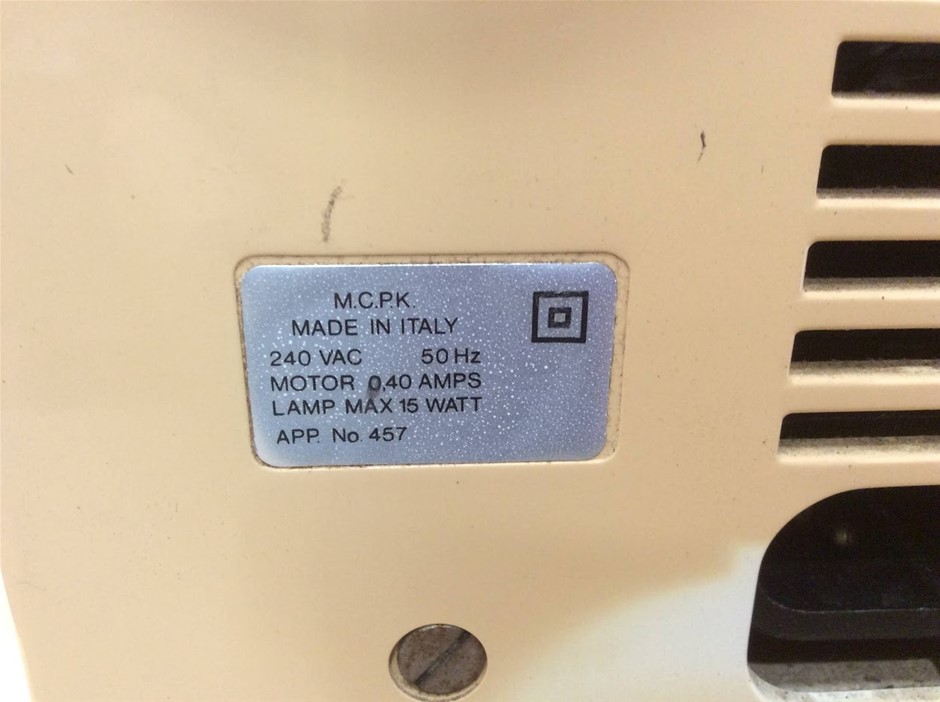 M.C.P.K.
MADE IN ITALY
240 VAC 50 Hz
MOTOR 0,40 AMPS
LAMP MAX 15 WATT
APP. No. 457